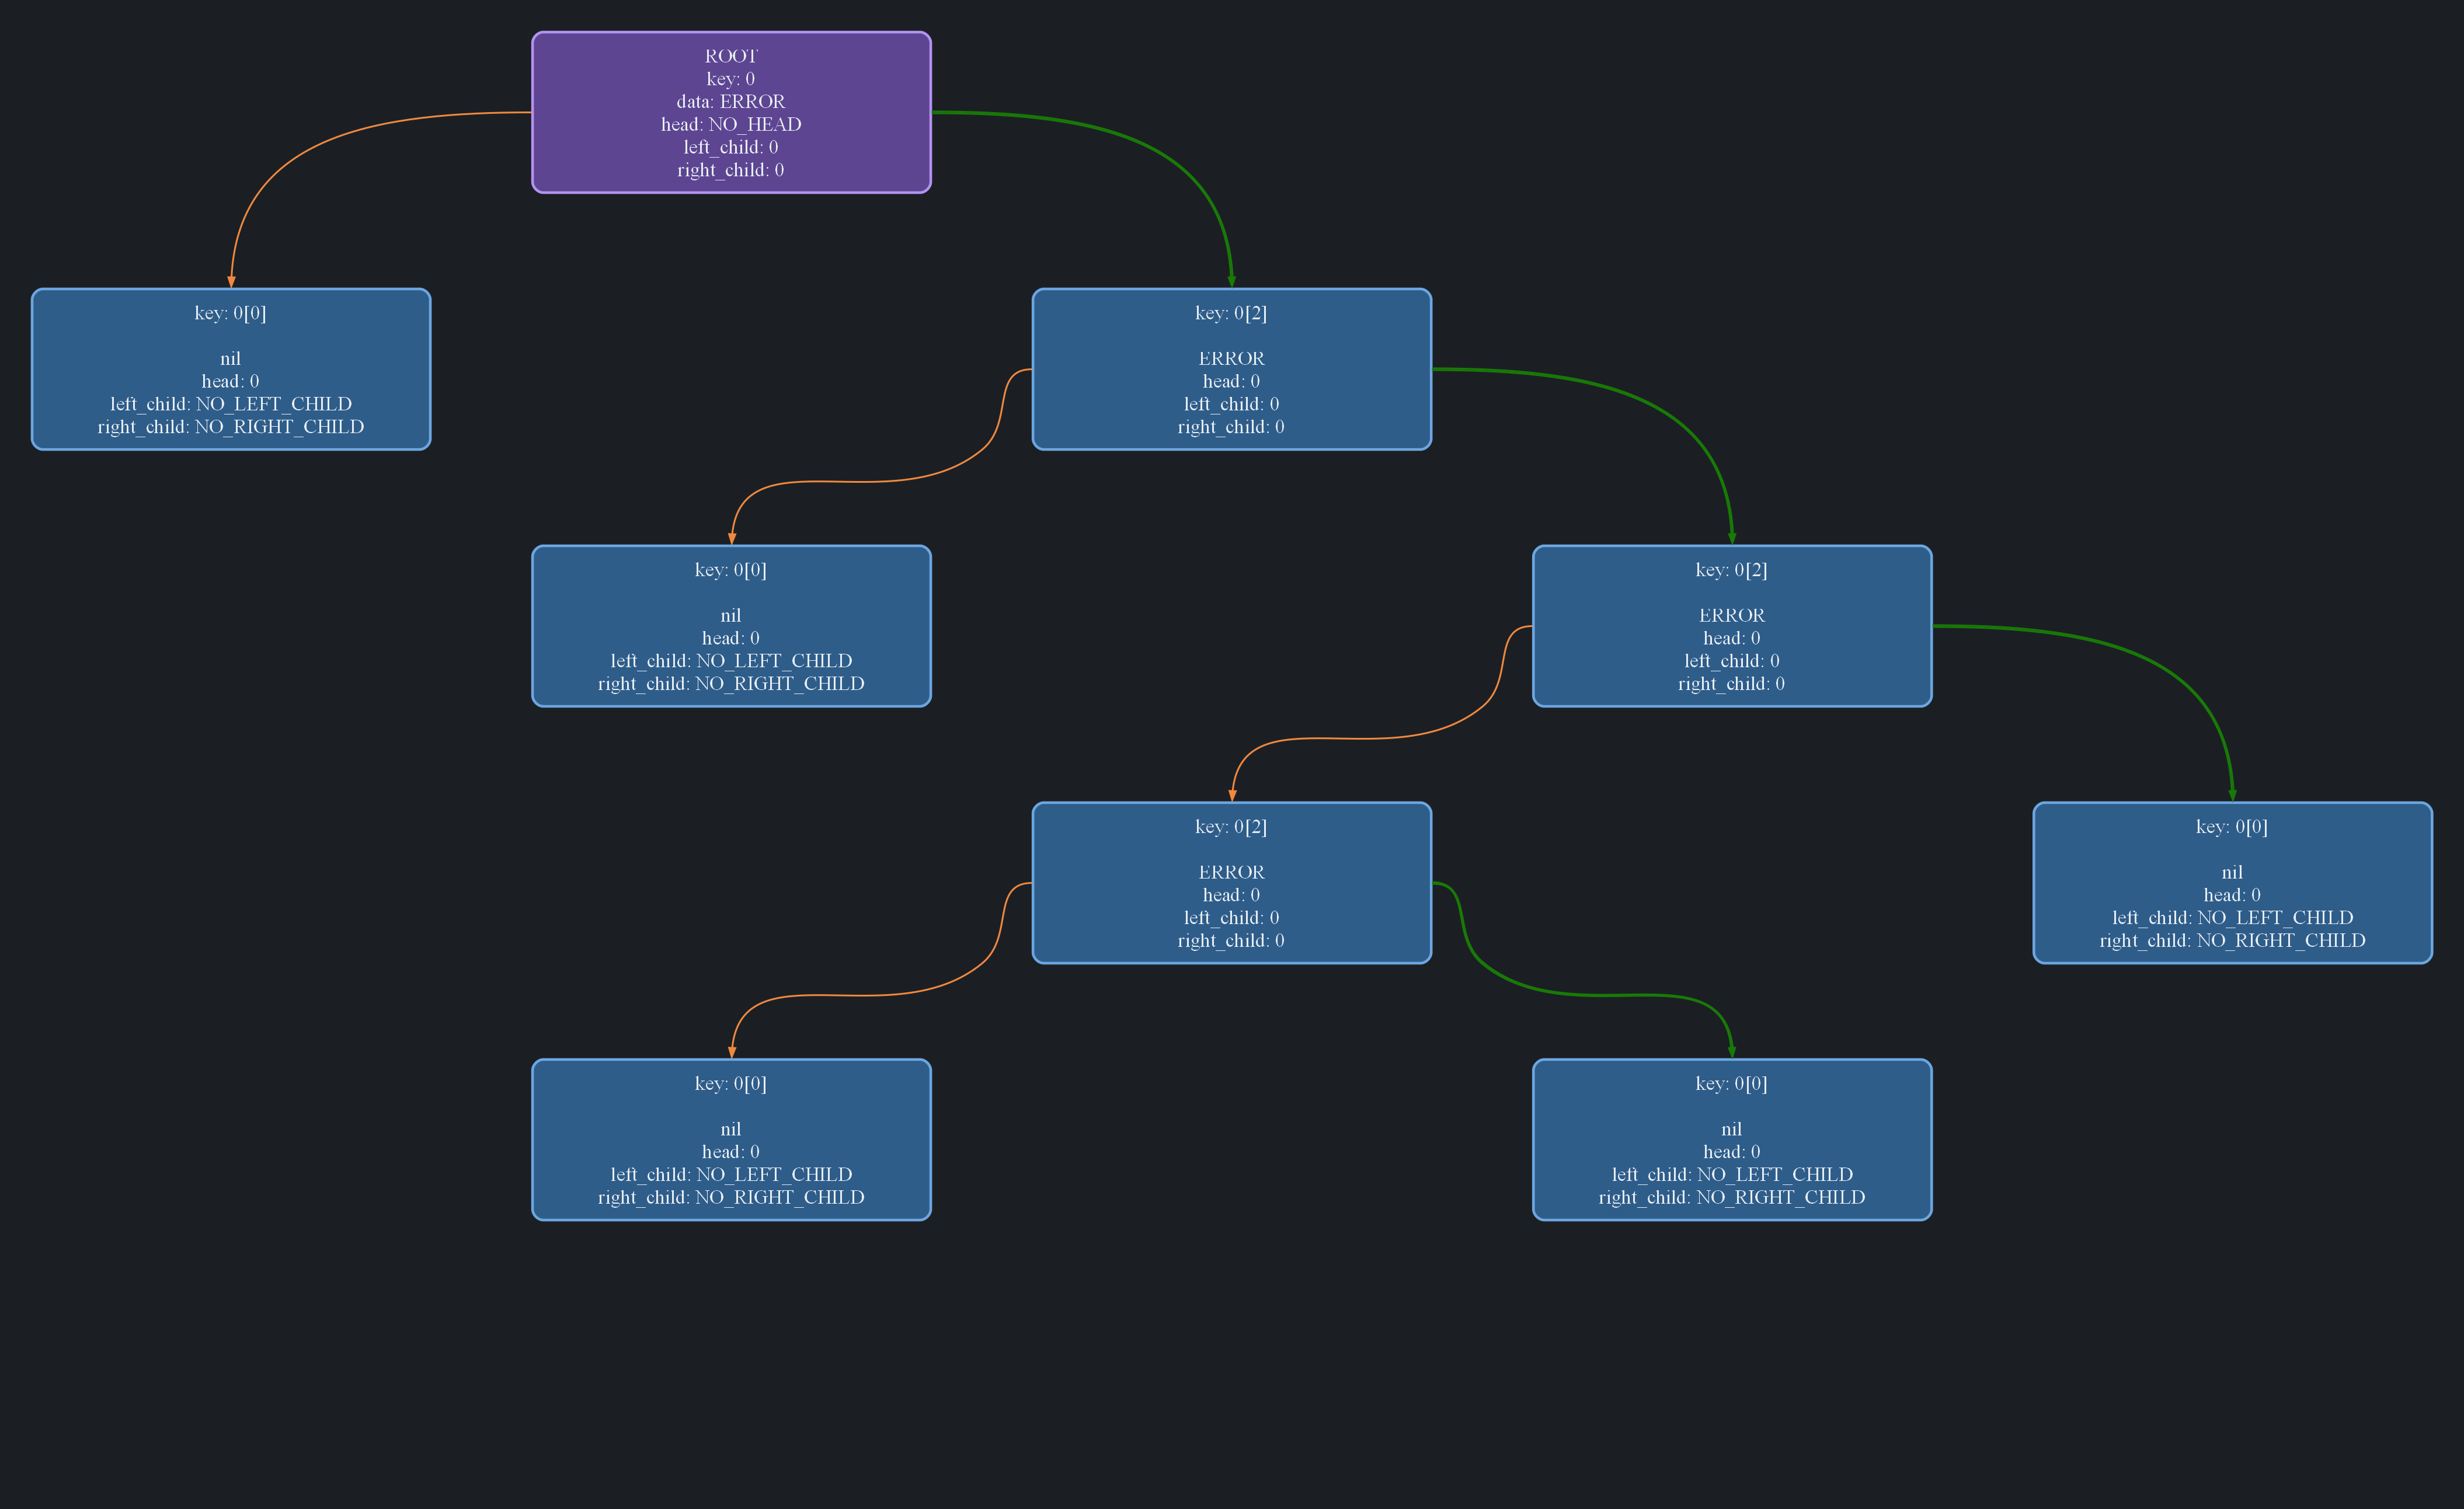 ROOT
key: 0
data: ERROR
head: NO_HEAD
left_child: 0
right_child: 0
key: 0[0]
nil
head: 0
left_child: NO_LEFT_CHILD
right_child: NO_RIGHT_CHILD
key: 0[2]
ERROR
head: 0
left_child: 0
right_child: 0
key: 0[0]
nil
head: 0
left_child: NO_LEFT_CHILD
right_child: NO_RIGHT_CHILD
key: 0[2]
ERROR
head: 0
left_child: 0
right_child: 0
key: 0[2]
ERROR
head: 0
left_child: 0
right_child: 0
key: 0[0]
nil
head: 0
left_child: NO_LEFT_CHILD
right_child: NO_RIGHT_CHILD
key: 0[0]
nil
head: 0
left_child: NO_LEFT_CHILD
right_child: NO_RIGHT_CHILD
key: 0[0]
nil
head: 0
left_child: NO_LEFT_CHILD
right_child: NO_RIGHT_CHILD